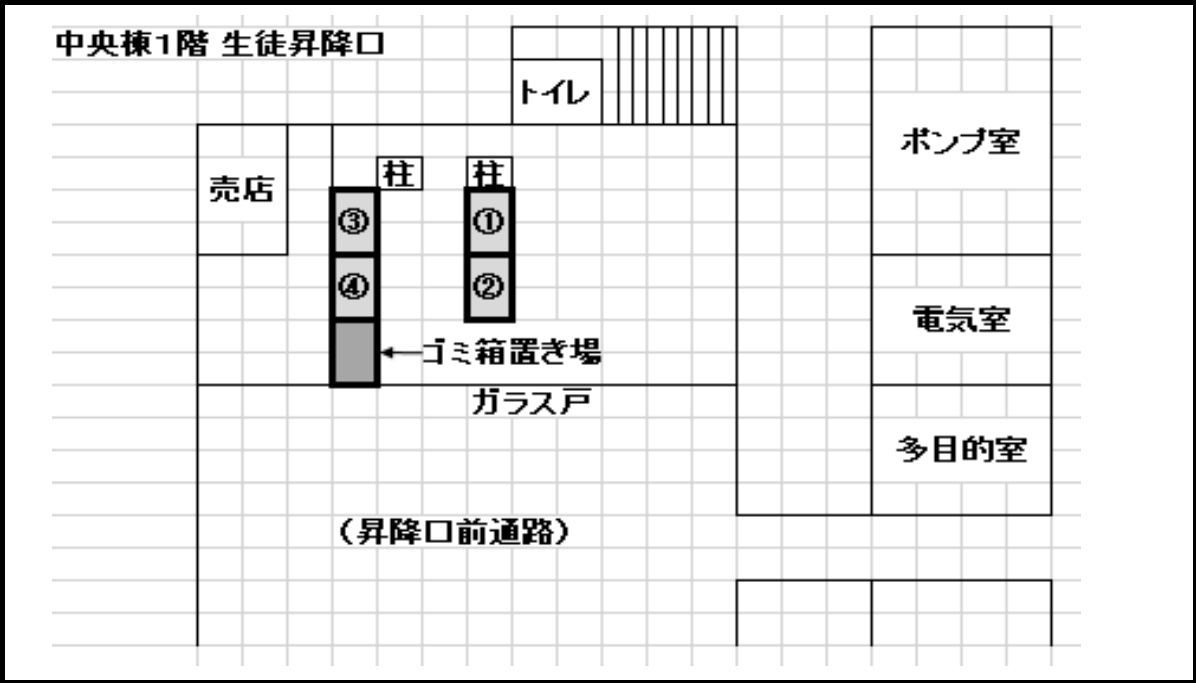 中央棟1階 生徒昇降口
トイレ
ポンプ室
売店
柱
柱
③
①
④
②
電気室
ゴミ箱置き場
ガラス戸
多目的室
（昇降口前通路）